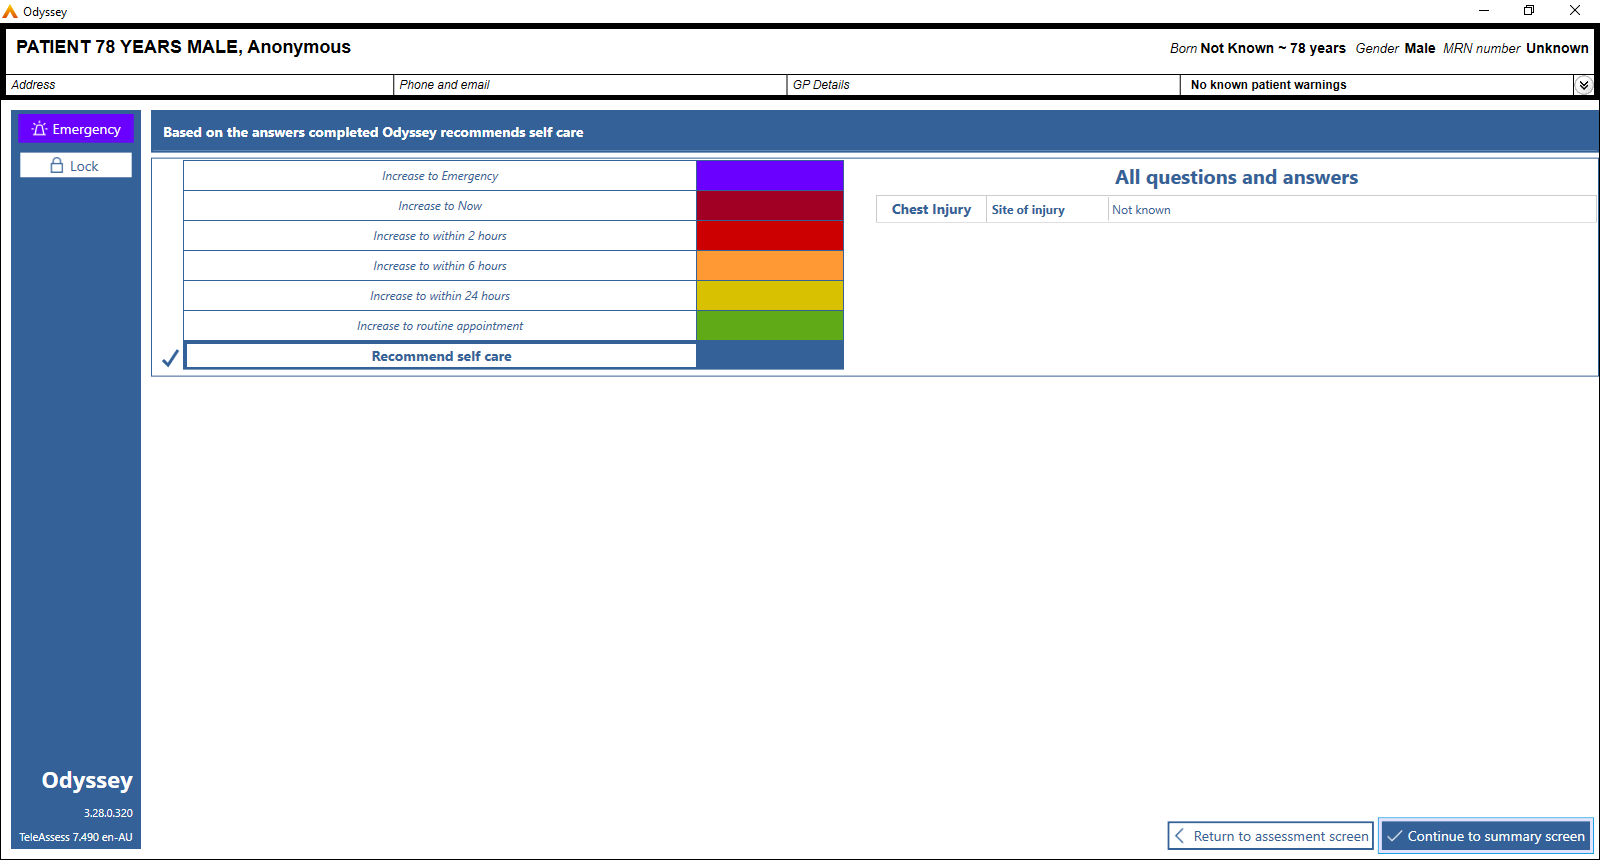 Odyssey
PATIENT 78 YEARS MALE, Anonymous
Born Not Known ~ 78 years Gender Male MRN number Unknown
Address
Phone and email
GP Details
No known patient warnings
Emergency
Lock
Based on the answers completed Odyssey recommends self care
Increase to Emergency
Increase to Now
Increase to within 2 hours
Increase to within 6 hours
Increase to within 24 hours
Increase to routine appointment
Recommend self care
All questions and answers
Chest Injury Site of injury Not known
Odyssey
3.28.0.320
TeleAssess 7.490 en-AU
Return to assessment screen
Continue to summary screen